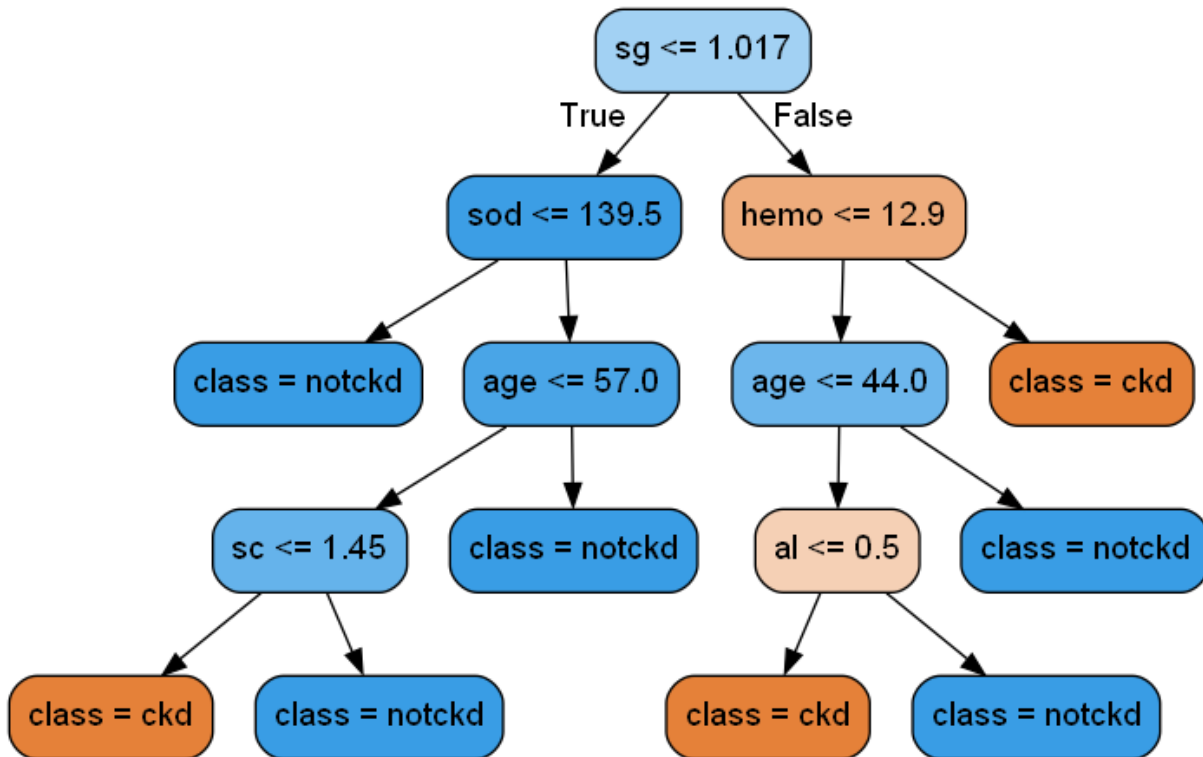 sg <= 1.017
True
False
sod <= 139.5
hemo <= 12.9
class = notckd
age <= 57.0
age <= 44.0
class = ckd
sc <= 1.45
class = notckd
al <= 0.5
class = notckd
class = ckd
class = notckd
class = ckd
class = notckd